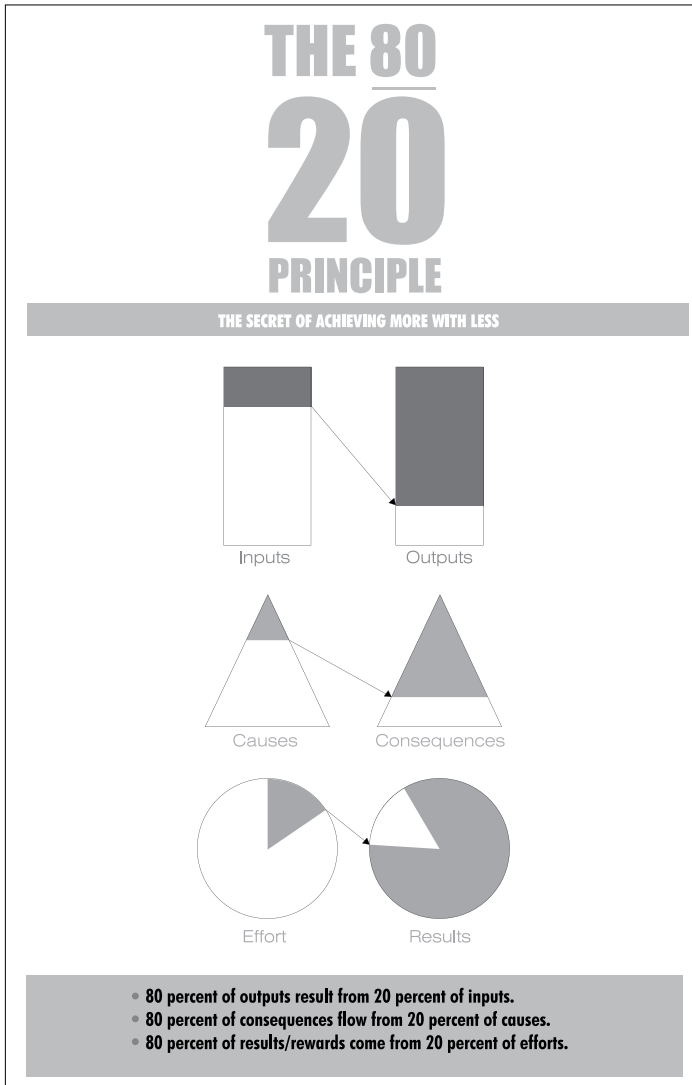 THE 80
20
PRINCIPLE
THE SECRET OF ACHIEVING MORE WITH LESS
Inputs Outputs
Causes Consequences
Effort Results
• 80 percent of outputs result from 20 percent of inputs.
• 80 percent of consequences flow from 20 percent of causes.
• 80 percent of results/rewards come from 20 percent of efforts.